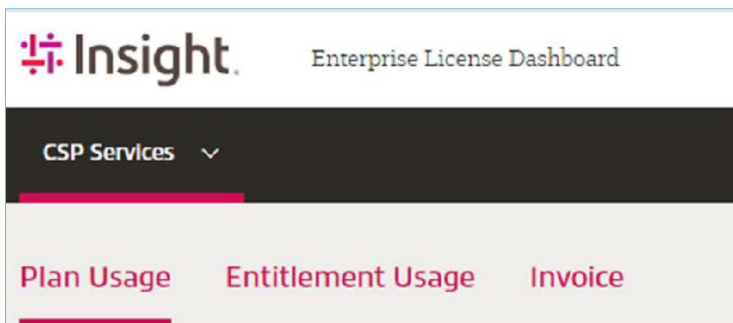 Insight. Enterprise License Dashboard
CSP Services
Plan Usage Entitlement Usage Invoice